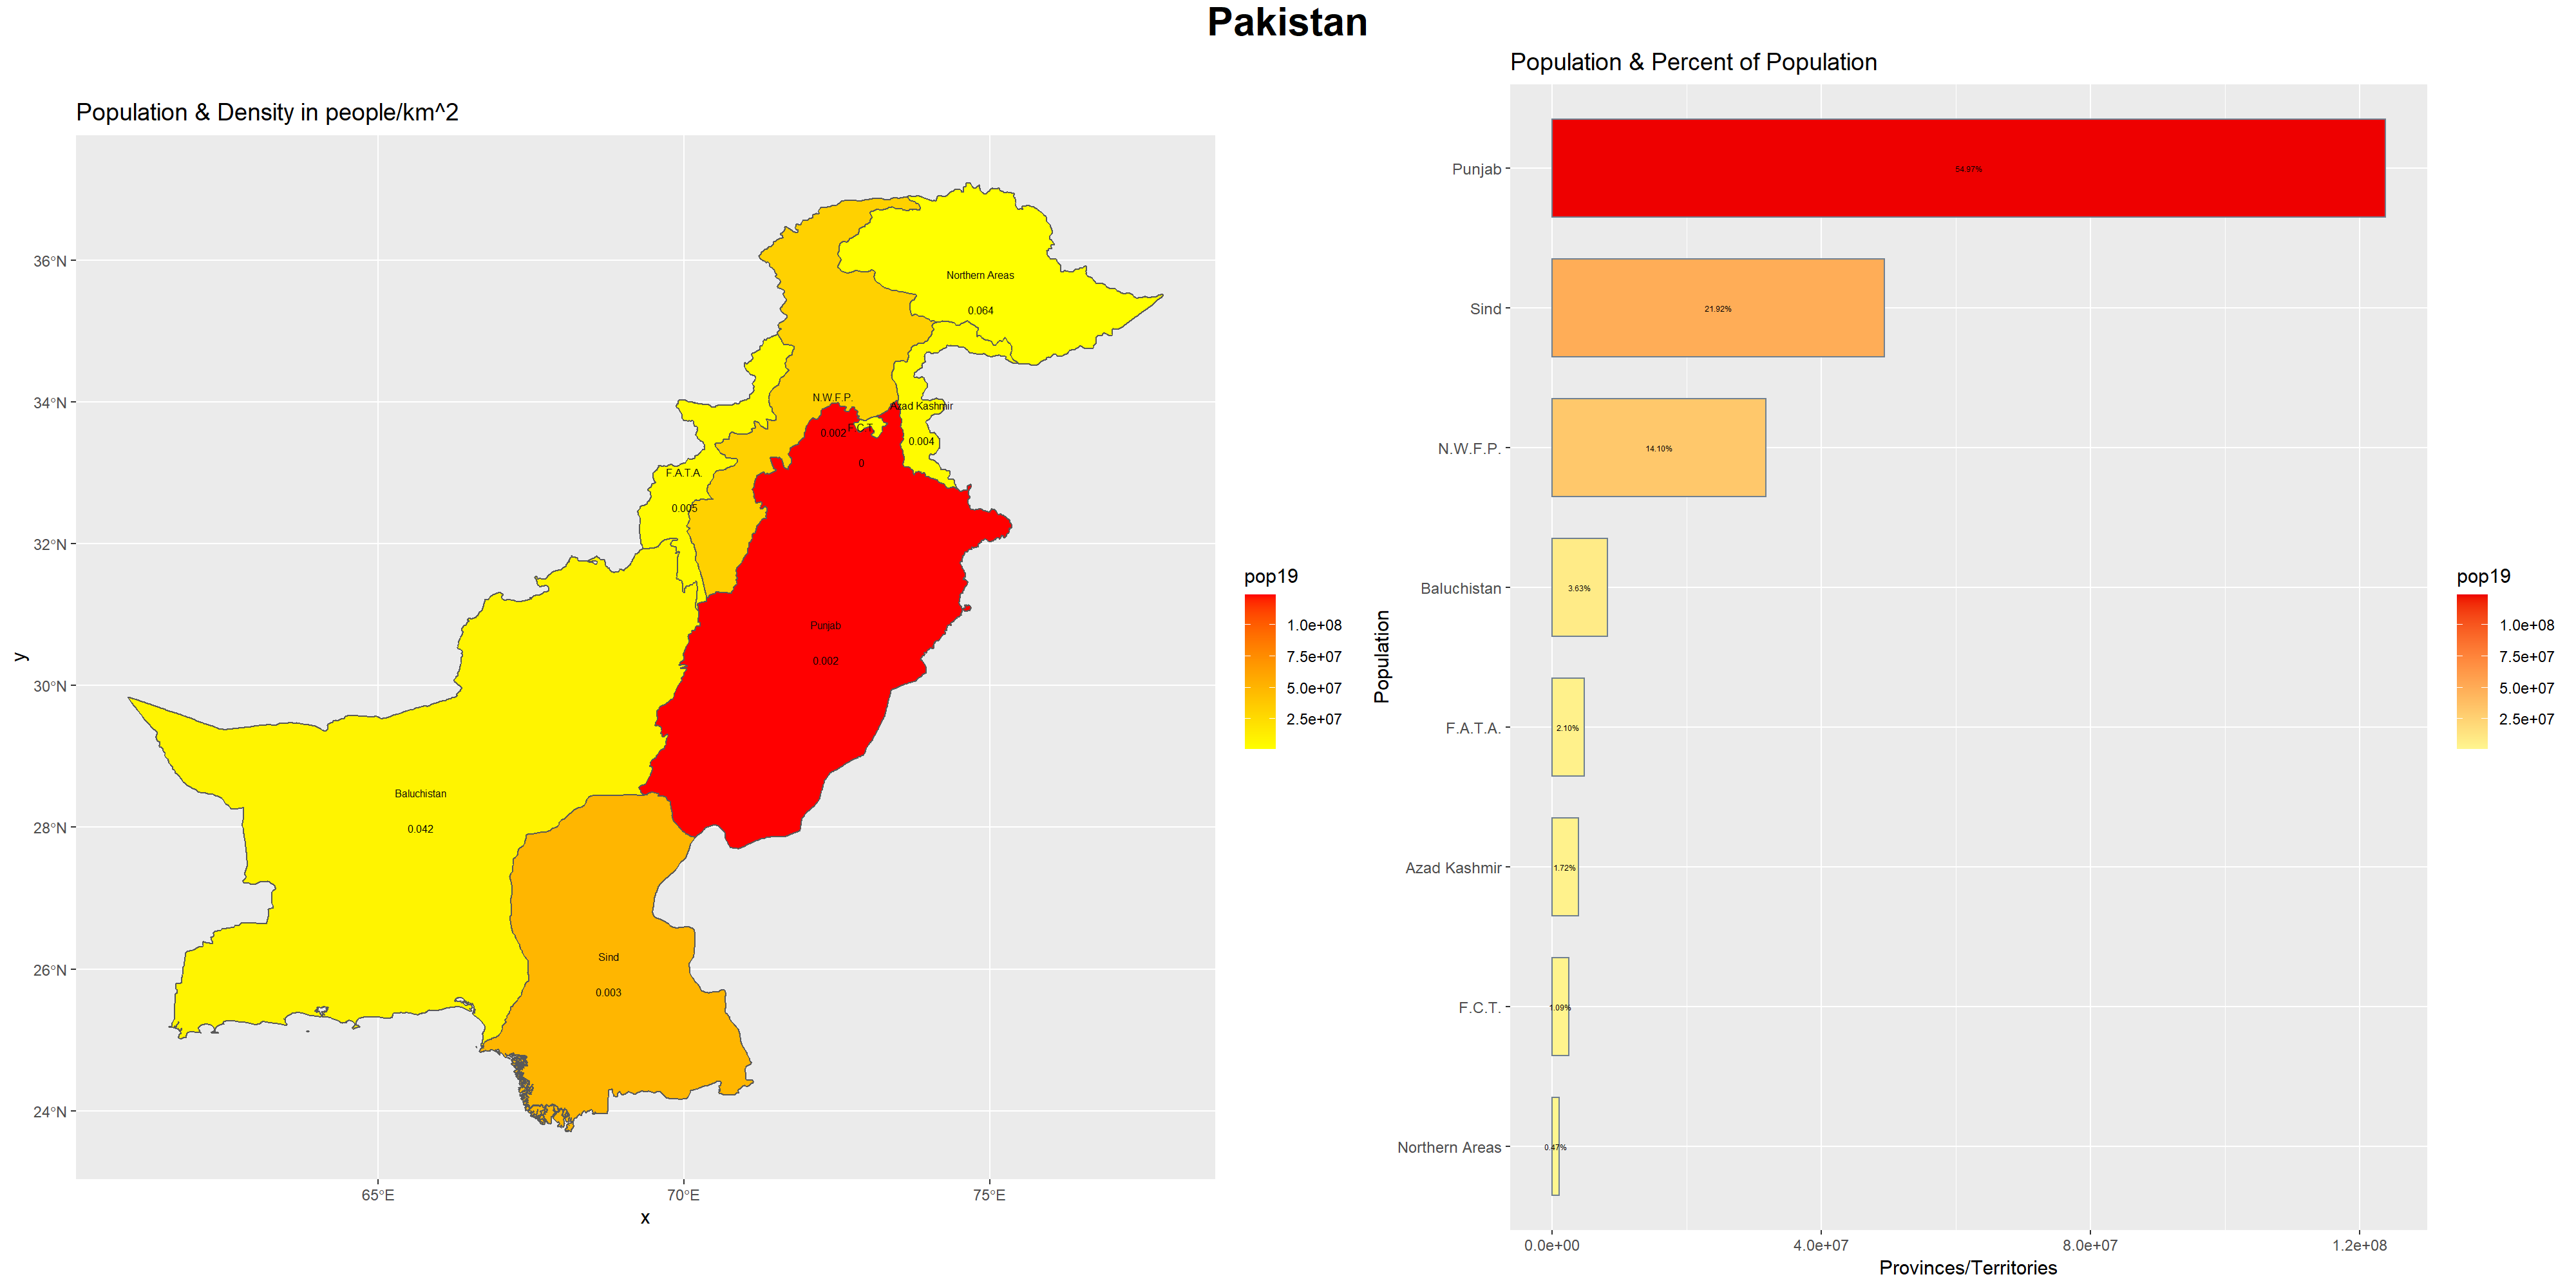 Pakistan
Population & Density in people/km^2
36°N
34°N
32°N
30°N
28°N
26°N
24°N
y
65°E
70°E
75°E
x
Northern Areas
0.064
N.W.F.P.
0.002
Azad Kashmir
0.004
F.C.T.
0
F.A.T.A.
0.005
Punjab
0.002
Baluchistan
0.042
Sind
0.003
pop19
1.0e+08
7.5e+07
5.0e+07
2.5e+07
Population & Percent of Population
Population
Punjab
54.97%
Sind
21.92%
N.W.F.P.
14.10%
Baluchistan
3.63%
F.A.T.A.
2.10%
Azad Kashmir
1.72%
F.C.T.
1.09%
Northern Areas
0.47%
0.0e+00
4.0e+07
8.0e+07
1.2e+08
Provinces/Territories
pop19
1.0e+08
7.5e+07
5.0e+07
2.5e+07